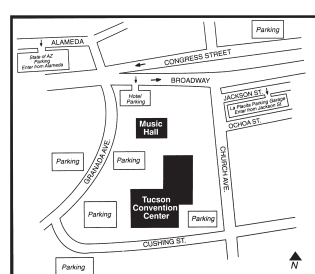 Parking
ALAMEDA
CONGRESS STREET
State of AZ
Parking
Enter from Alameda
BROADWAY
Hotel
Parking
JACKSON ST.
La Placita Parking Garage
Enter from Jackson St.
OCHOA ST.
Music
Hall
GRANADA AVE.
CHURCH AVE.
Parking
Parking
Parking
Tucson
Convention
Center
Parking
CUSHING ST.
Parking
N